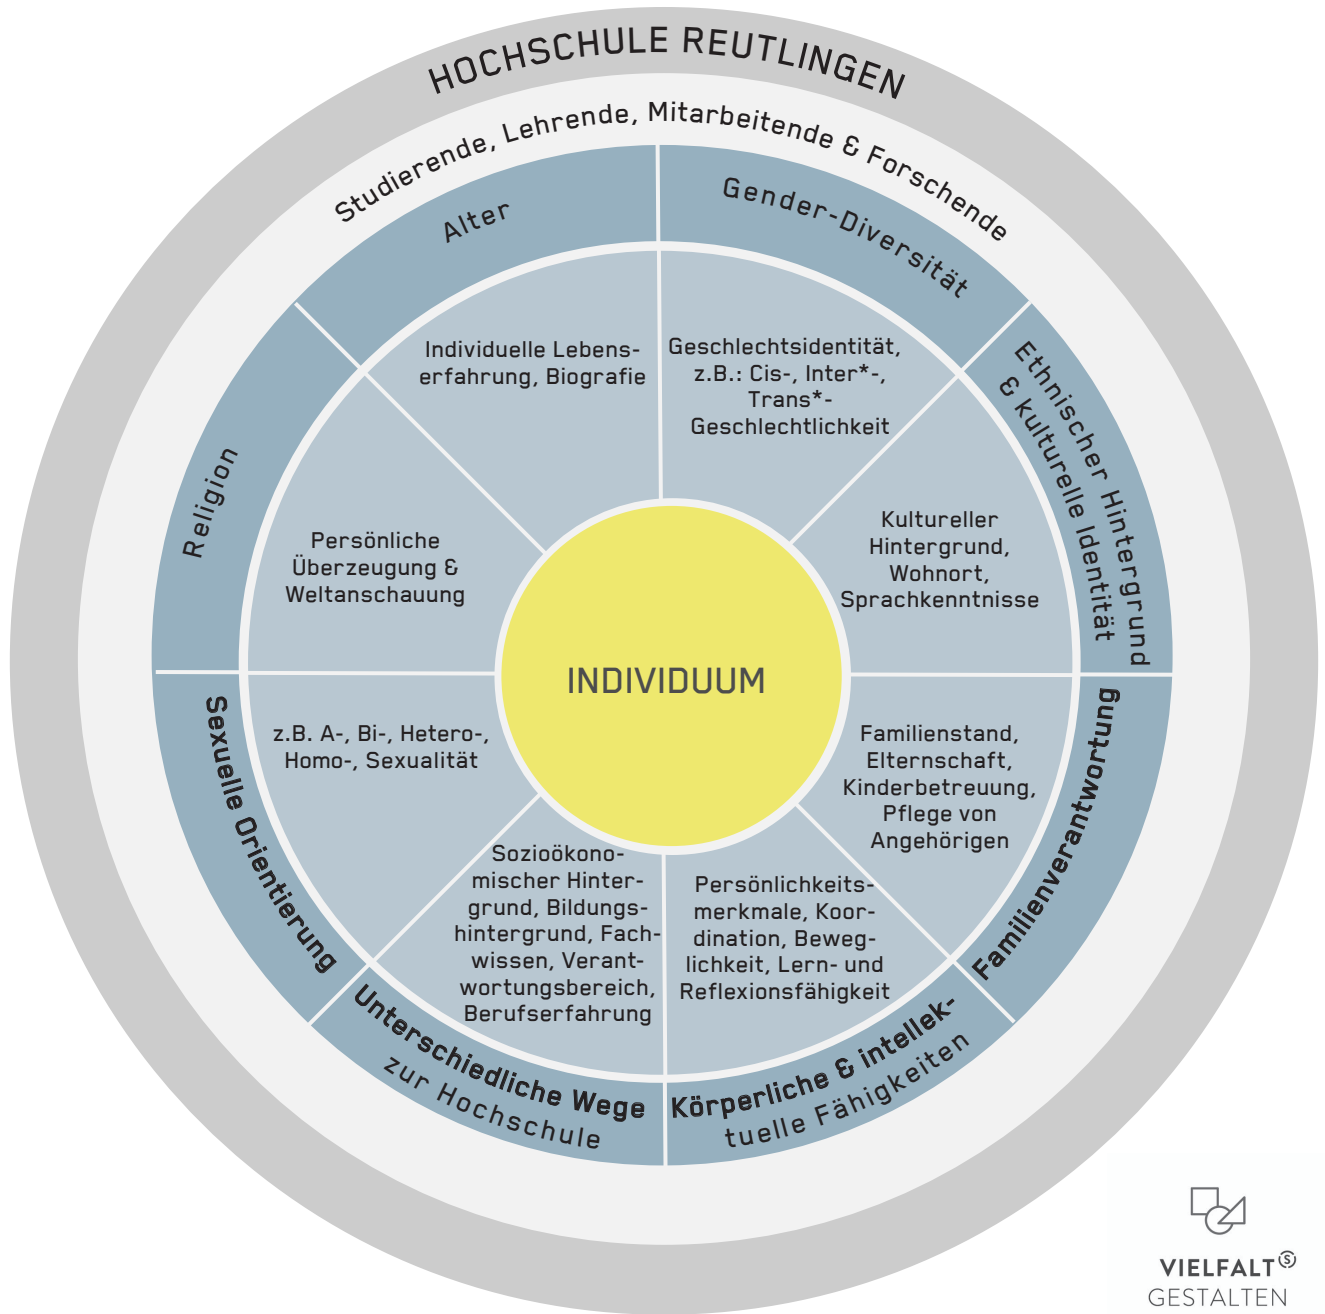 HOCHSCHULE REUTLINGEN
Studierende, Lehrende, Mitarbeitende & Forschende
Alter
Gender-Diversität
Ethnischer Hintergrund
& kulturelle Identität
Familienverantwortung
Körperliche & intellek-
tuelle Fähigkeiten
Unterschiedliche Wege
zur Hochschule
Sexuelle Orientierung
Religion
Individuelle Lebens-
erfahrung, Biografie
Geschlechtsidentität,
z.B.: Cis-, Inter*-,
Trans*-
Geschlechtlichkeit
Kultureller
Hintergrund,
Wohnort,
Sprachkenntnisse
Familienstand,
Elternschaft,
Kinderbetreuung,
Pflege von
Angehörigen
Persönlichkeits-
merkmale, Koor-
dination, Beweg-
lichkeit, Lern- und
Reflexionsfähigkeit
Sozioökono-
mischer Hinter-
grund, Bildungs-
hintergrund, Fach-
wissen, Verant-
wortungsbereich,
Berufserfahrung
z.B. A-, Bi-, Hetero-,
Homo-, Sexualität
Persönliche
Überzeugung &
Weltanschauung
INDIVIDUUM
VIELFALT Ⓢ
GESTALTEN